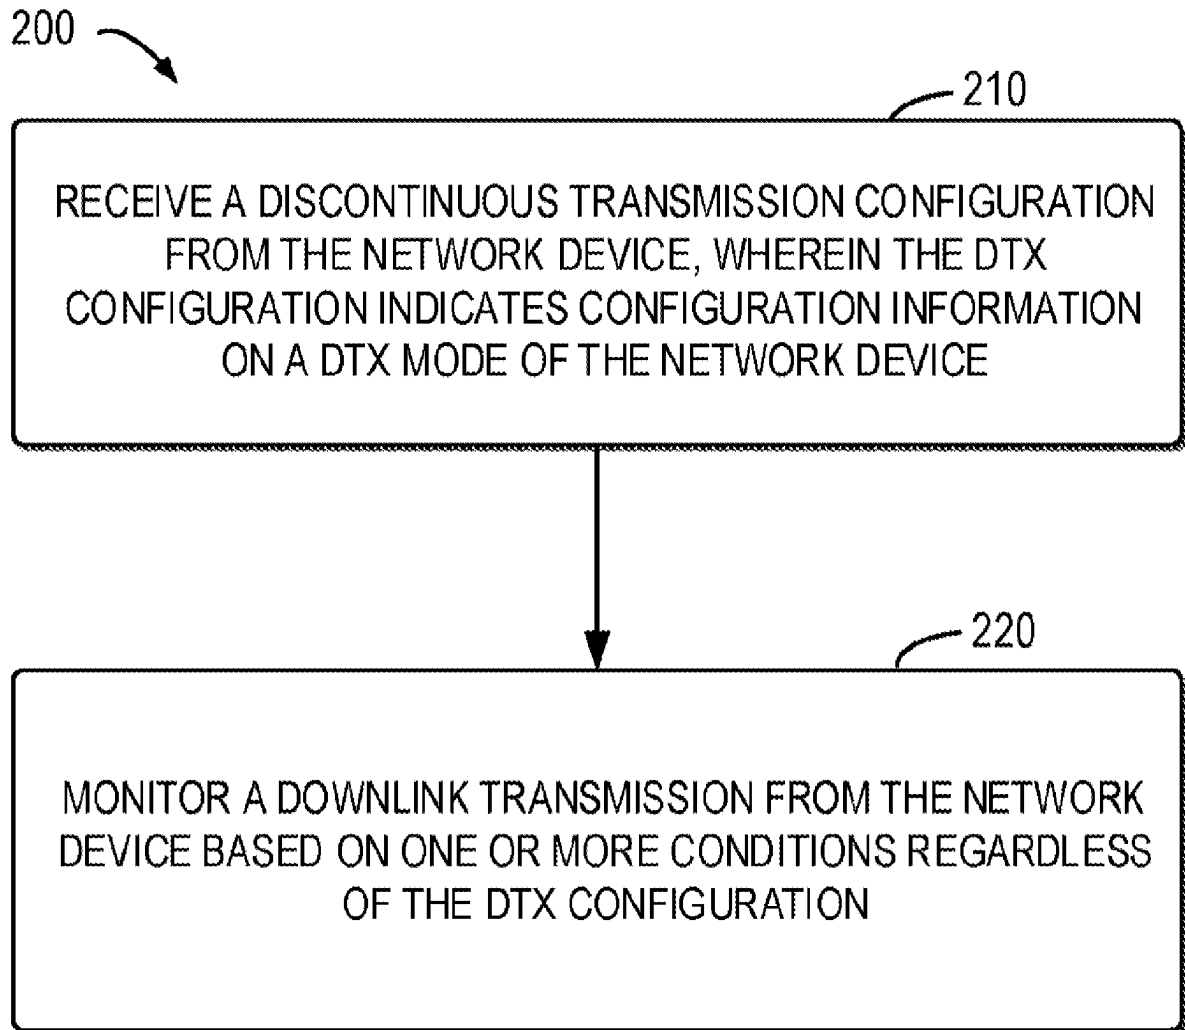 200
210
RECEIVE A DISCONTINUOUS TRANSMISSION CONFIGURATION
FROM THE NETWORK DEVICE, WHEREIN THE DTX
CONFIGURATION INDICATES CONFIGURATION INFORMATION
ON A DTX MODE OF THE NETWORK DEVICE
220
MONITOR A DOWNLINK TRANSMISSION FROM THE NETWORK
DEVICE BASED ON ONE OR MORE CONDITIONS REGARDLESS
OF THE DTX CONFIGURATION